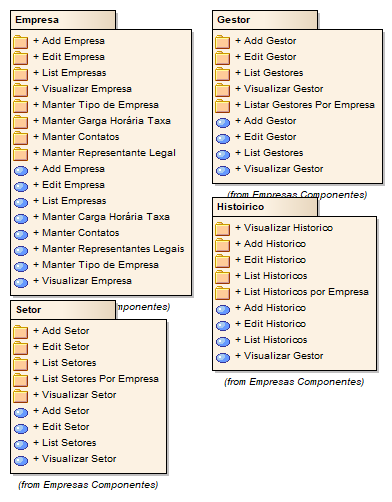 Empresa
+ Add Empresa
+ Edit Empresa
+ List Empresas
+ Visualizar Empresa
+ Manter Tipo de Empresa
+ Manter Garga Horária Taxa
+ Manter Contatos
+ Manter Representante Legal
+ Add Empresa
+ Edit Empresa
+ List Empresas
+ Manter Carga Horária Taxa
+ Manter Contatos
+ Manter Representantes Legais
+ Manter Tipo de Empresa
+ Visualizar Empresa
mponentes)
Setor
+ Add Setor
+ Edit Setor
+ List Setores
+ List Setores Por Empresa
+ Visualizar Setor
+ Add Setor
+ Edit Setor
+ List Setores
+ Visualizar Setor
(from Empresas Componentes)
Gestor
+ Add Gestor
+ Edit Gestor
+ List Gestores
+ Visualizar Gestor
+ Listar Gestores Por Empresa
+ Add Gestor
+ Edit Gestor
+ List Gestores
+ Visualizar Gestor
(from Empresas Componentes)
Histoirico
+ Visualizar Historico
+ Add Historico
+ Edit Historico
+ List Historicos
+ List Historicos por Empresa
+ Add Historico
+ Edit Historico
+ List Historicos
+ Visualizar Gestor
(from Empresas Componentes)